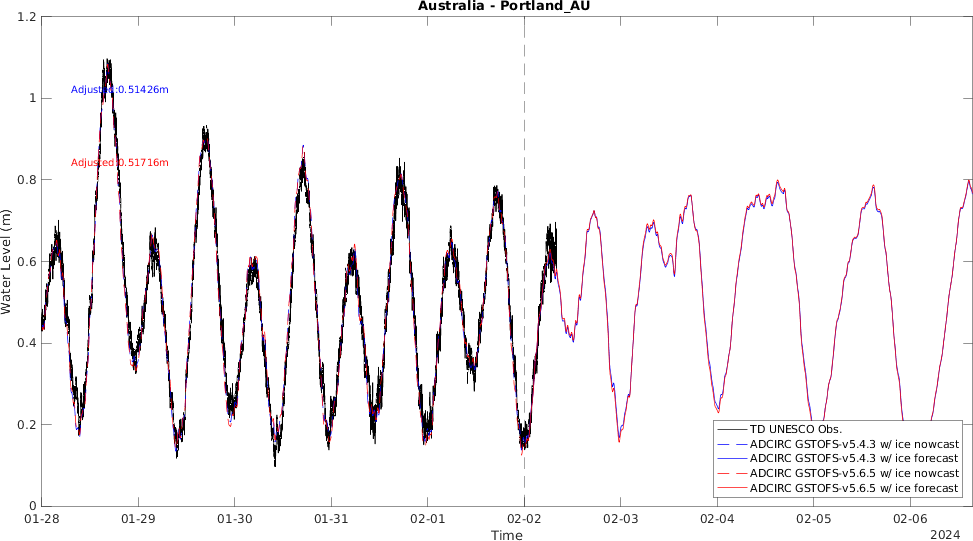 Australia - Portland_AU
1.2
1
0.8
0.6
0.4
0.2
0
Water Level (m)
Adjusted:0.51426m
Adjusted:0.51716m
TD UNESCO Obs.
ADCIRC GSTOFS-v5.4.3 w/ ice nowcast
ADCIRC GSTOFS-v5.4.3 w/ ice forecast
ADCIRC GSTOFS-v5.6.5 w/ ice nowcast
ADCIRC GSTOFS-v5.6.5 w/ ice forecast
01-28 01-29 01-30 01-31 02-01 02-02 02-03 02-04 02-05 02-06
Time
2024